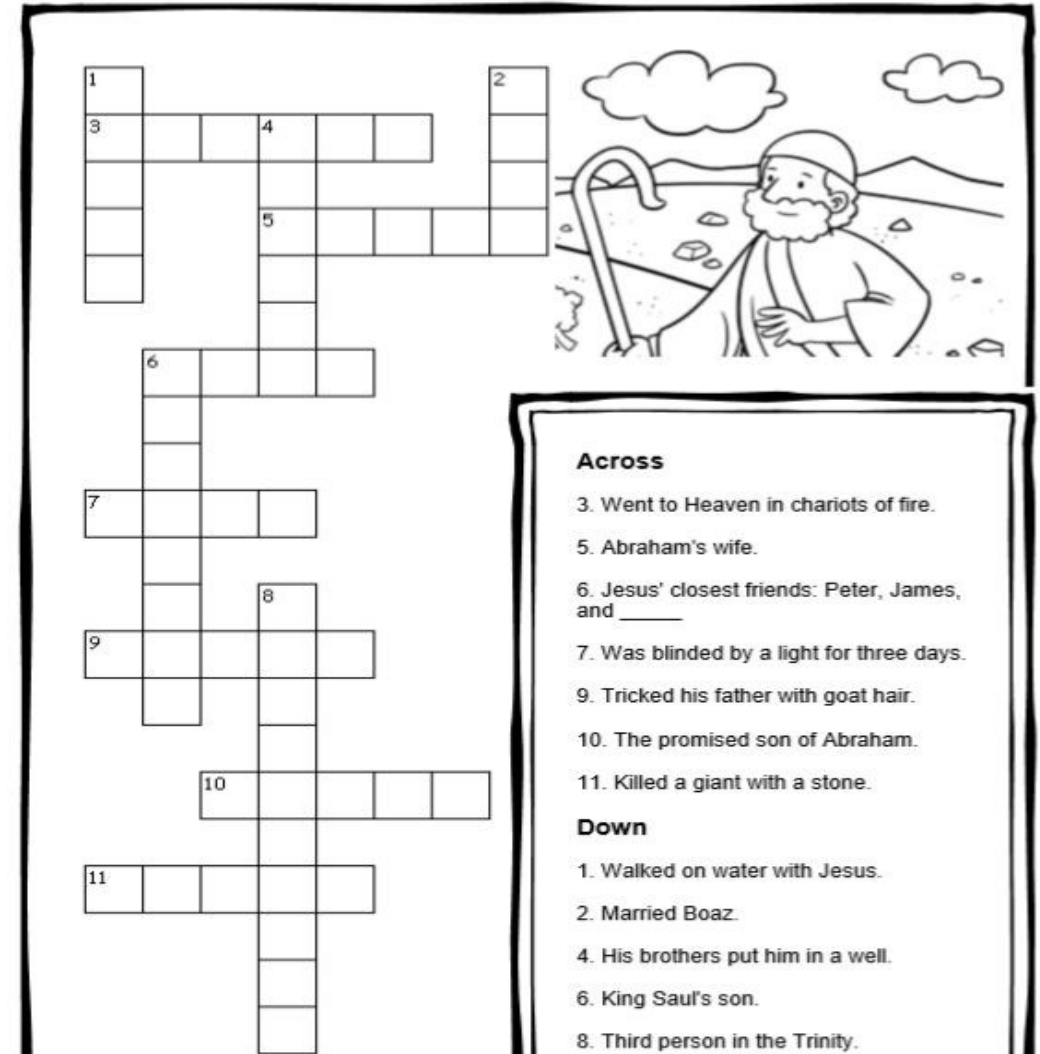 1
2
3
4
5
6
7
8
9
10
11
Across
3. Went to Heaven in chariots of fire.
5. Abraham's wife.
6. Jesus' closest friends: Peter, James,
and _____
7. Was blinded by a light for three days.
9. Tricked his father with goat hair.
10. The promised son of Abraham.
11. Killed a giant with a stone.
Down
1. Walked on water with Jesus.
2. Married Boaz.
4. His brothers put him in a well.
6. King Saul's son.
8. Third person in the Trinity.